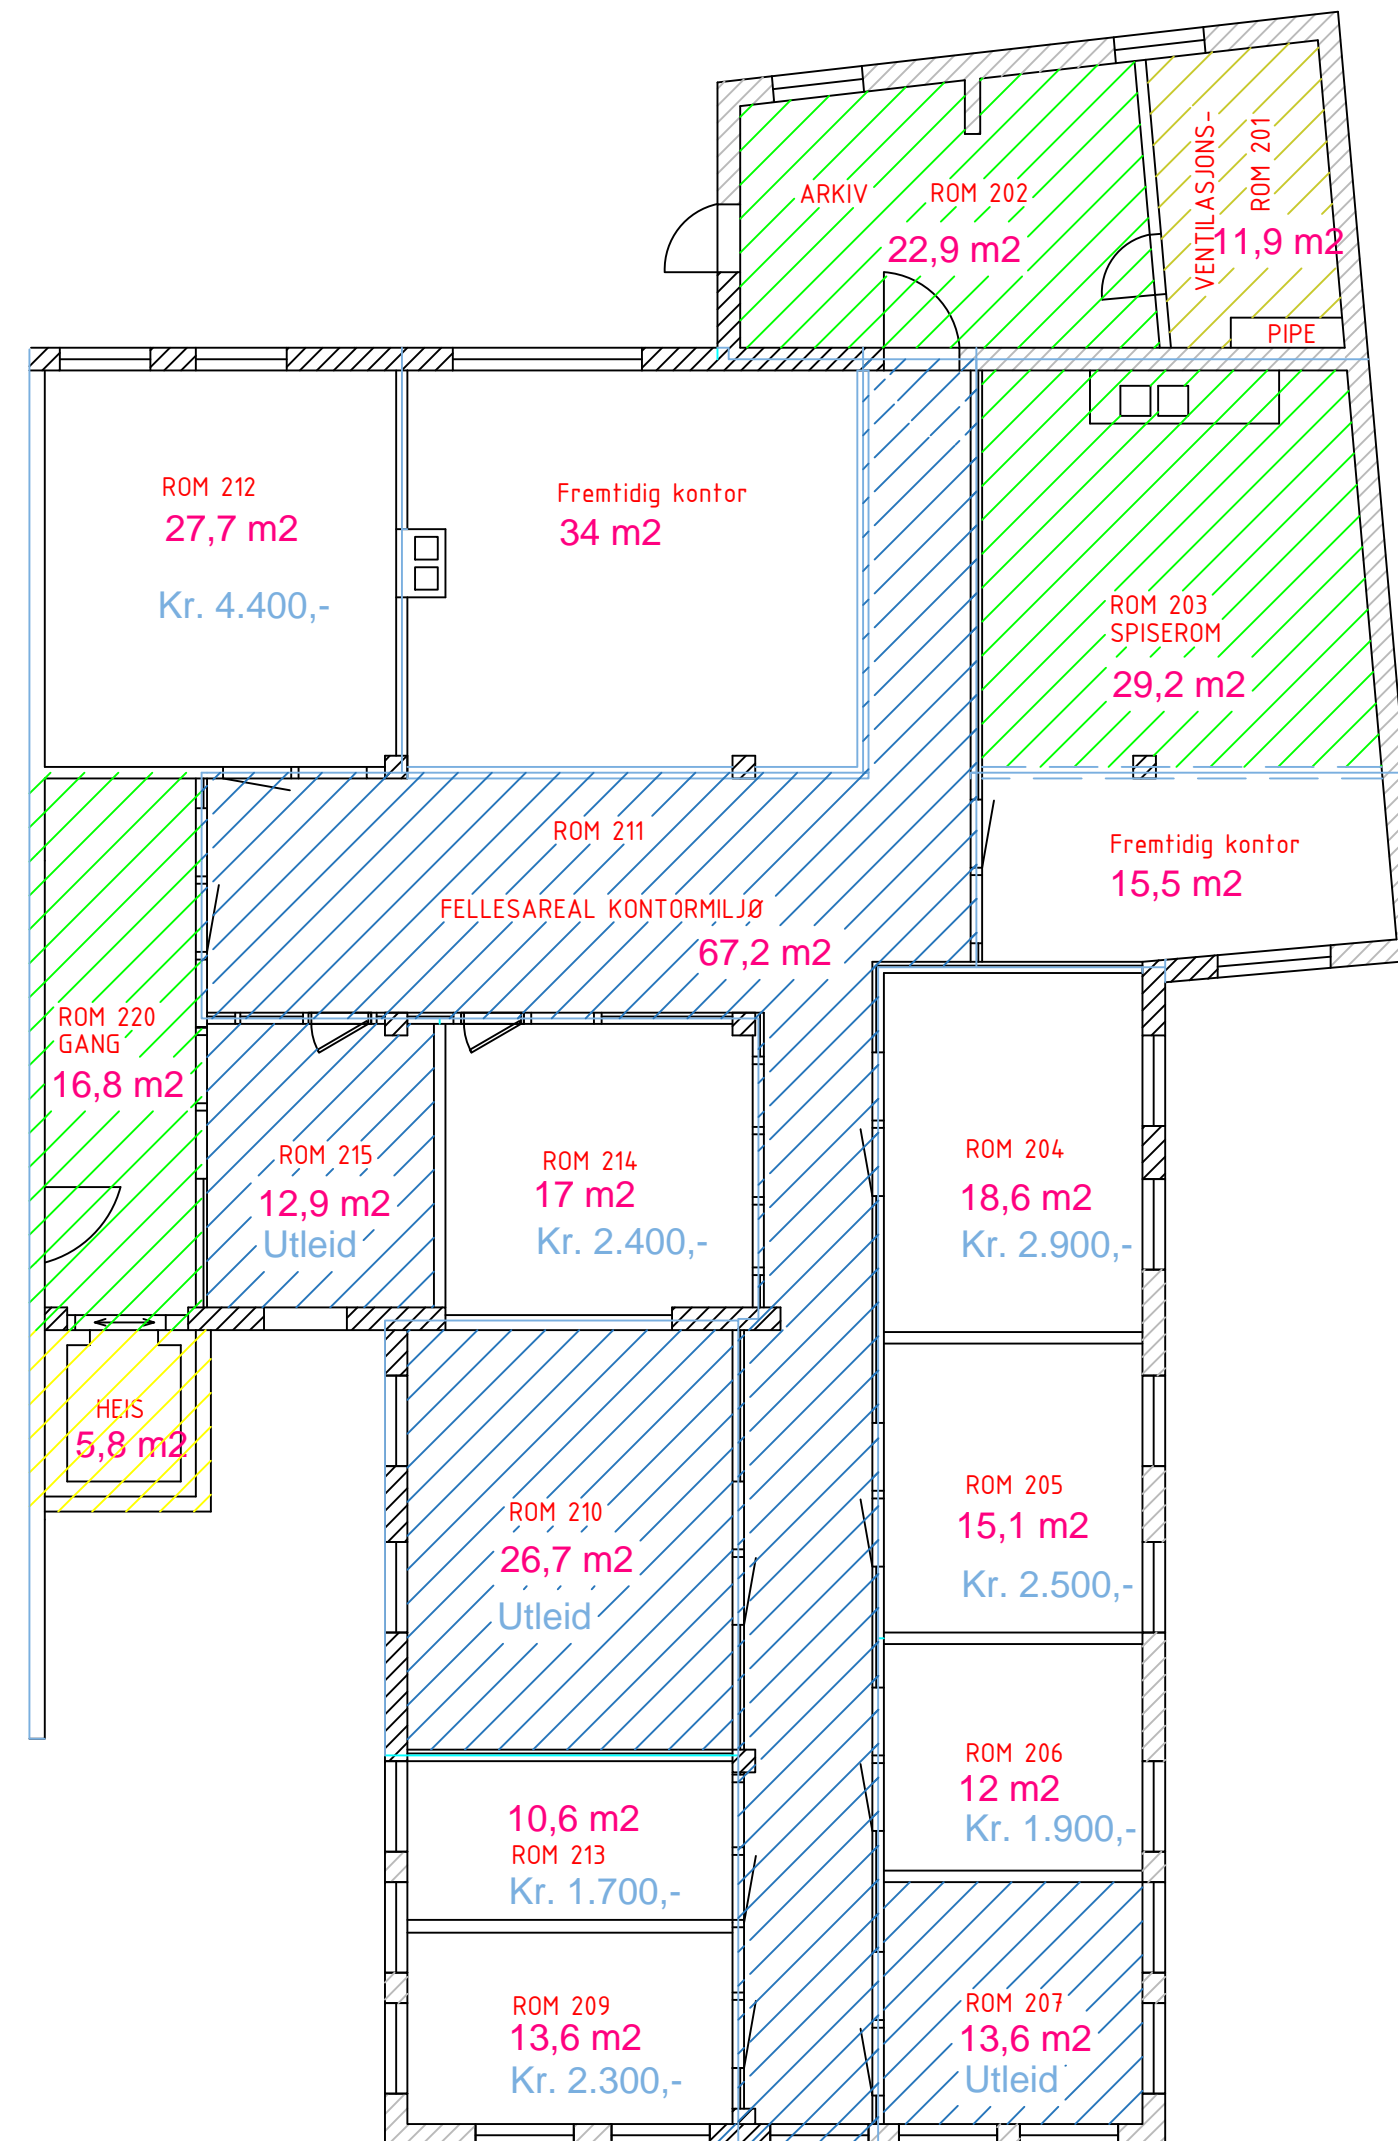 ARKIV
ROM 202
22,9 m2
VENTILASJONS-
ROM 201
11,9 m2
PIPE
ROM 212
27,7 m2
Kr. 4.400,-
Fremtidig kontor
34 m2
ROM 203
SPISEROM
29,2 m2
ROM 211
FELLESAREAL KONTORMILJØ
67,2 m2
Fremtidig kontor
15,5 m2
ROM 220
GANG
16,8 m2
ROM 215
12,9 m2
Utleid
ROM 214
17 m2
Kr. 2.400,-
ROM 204
18,6 m2
Kr. 2.900,-
HEIS
5,8 m2
ROM 210
26,7 m2
Utleid
ROM 205
15,1 m2
Kr. 2.500,-
ROM 206
12 m2
Kr. 1.900,-
10,6 m2
ROM 213
Kr. 1.700,-
ROM 209
13,6 m2
Kr. 2.300,-
ROM 207
13,6 m2
Utleid